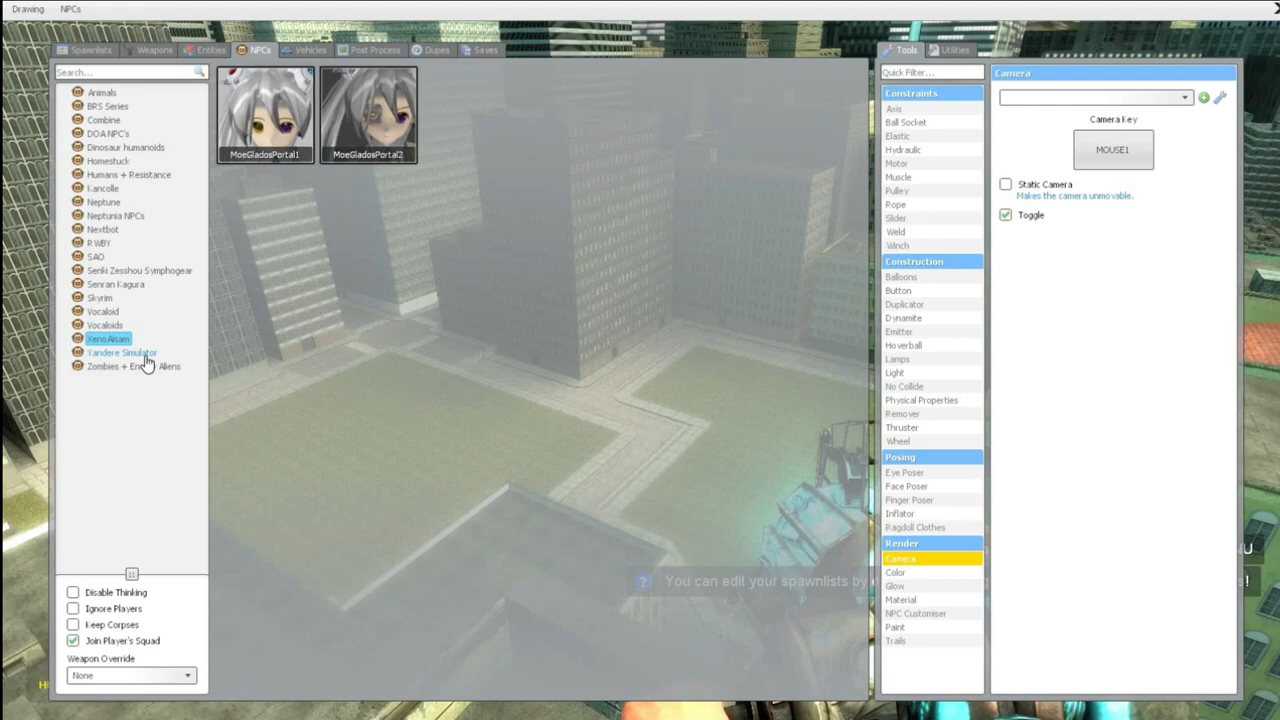 Drawing NPCs
Spawnlists Weapons Entities NPCs Vehicles Post Process Dupes Saves
Search...
Animals
BRS Series
Combine
DOA NPC's
Dinosaur humanoids
Homestuck
Humans + Resistance
Kancolle
Neptune
Neptunia NPCs
Nextbot
RWBY
SAO
Senki Zesshou Symphogear
Senran Kagura
Skyrim
Vocaloid
Vocaloids
XenoAisam
Yandere Simulator
Zombies + Aliens
MoeGladosPortal1 MoeGladosPortal2
Disable Thinking
Ignore Players
Keep Corpses
Join Player's Squad
Weapon Override
None
You can edit your spawnlists by
Tools Utilities
Quick Filter...
Constraints
Axis
Ball Socket
Elastic
Hydraulic
Motor
Muscle
Pulley
Rope
Slider
Weld
Winch
Construction
Balloons
Button
Duplicator
Dynamite
Emitter
Hoverball
Lamps
Light
No Collide
Physical Properties
Remover
Thruster
Wheel
Posing
Eye Poser
Face Poser
Finger Poser
Inflator
Ragdoll Clothes
Render
Camera
Color
Glow
Material
NPC Customiser
Paint
Trails
Camera
Camera Key
MOUSE1
Static Camera
Makes the camera unmovable.
Toggle